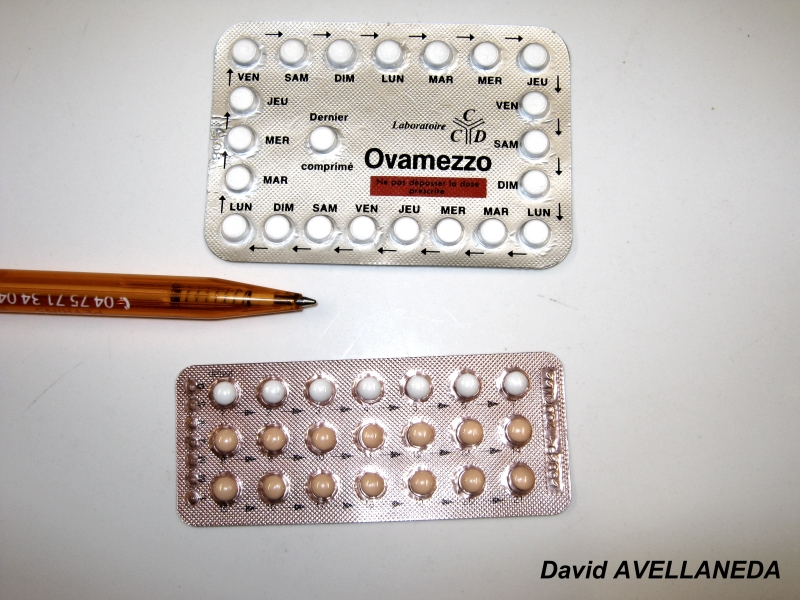 VEN SAM DIM LUN MAR MER JEU
JEU
VEN
Dernier
Laboratoire CCD
MER
SAM
comprimé
Ovamezzo
MAR
Ne pas dépasser la dose
prescrite
DIM
LUN DIM SAM VEN JEU MER MAR LUN
04 75 71 34 04
David AVELLANEDA